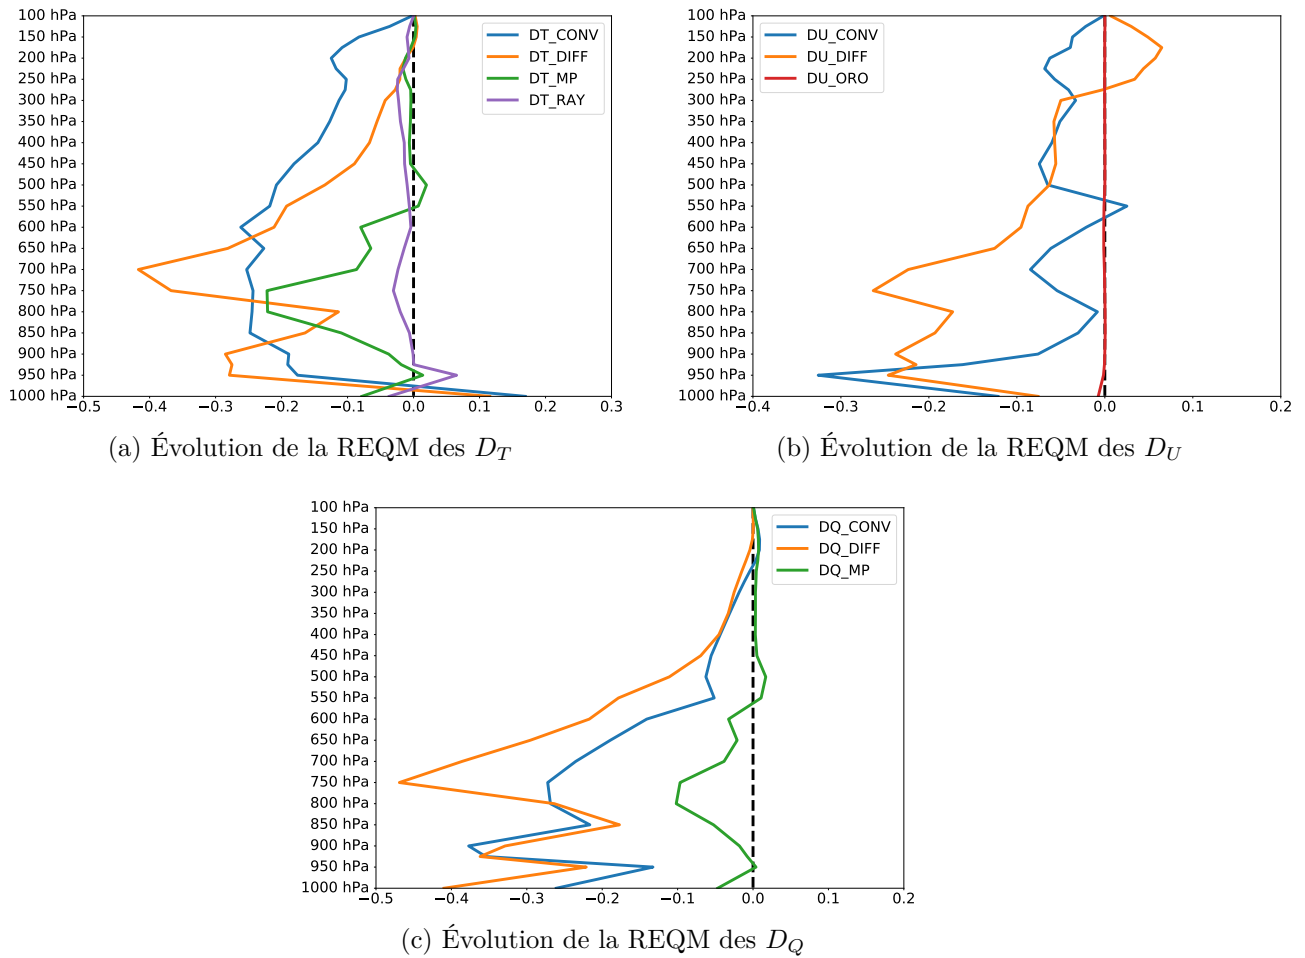 100 hPa
150 hPa
200 hPa
250 hPa
300 hPa
350 hPa
400 hPa
450 hPa
500 hPa
550 hPa
600 hPa
650 hPa
700 hPa
750 hPa
800 hPa
850 hPa
900 hPa
950 hPa
1000 hPa
−0.5 −0.4 −0.3 −0.2 −0.1 0.0 0.1 0.2 0.3
DT_CONV
DT_DIFF
DT_MP
DT_RAY
(a) Évolution de la REQM des D_T
100 hPa
150 hPa
200 hPa
250 hPa
300 hPa
350 hPa
400 hPa
450 hPa
500 hPa
550 hPa
600 hPa
650 hPa
700 hPa
750 hPa
800 hPa
850 hPa
900 hPa
950 hPa
1000 hPa
−0.4 −0.3 −0.2 −0.1 0.0 0.1 0.2
DU_CONV
DU_DIFF
DU_ORO
(b) Évolution de la REQM des D_U
100 hPa
150 hPa
200 hPa
250 hPa
300 hPa
350 hPa
400 hPa
450 hPa
500 hPa
550 hPa
600 hPa
650 hPa
700 hPa
750 hPa
800 hPa
850 hPa
900 hPa
950 hPa
1000 hPa
−0.5 −0.4 −0.3 −0.2 −0.1 0.0 0.1 0.2
DQ_CONV
DQ_DIFF
DQ_MP
(c) Évolution de la REQM des D_Q